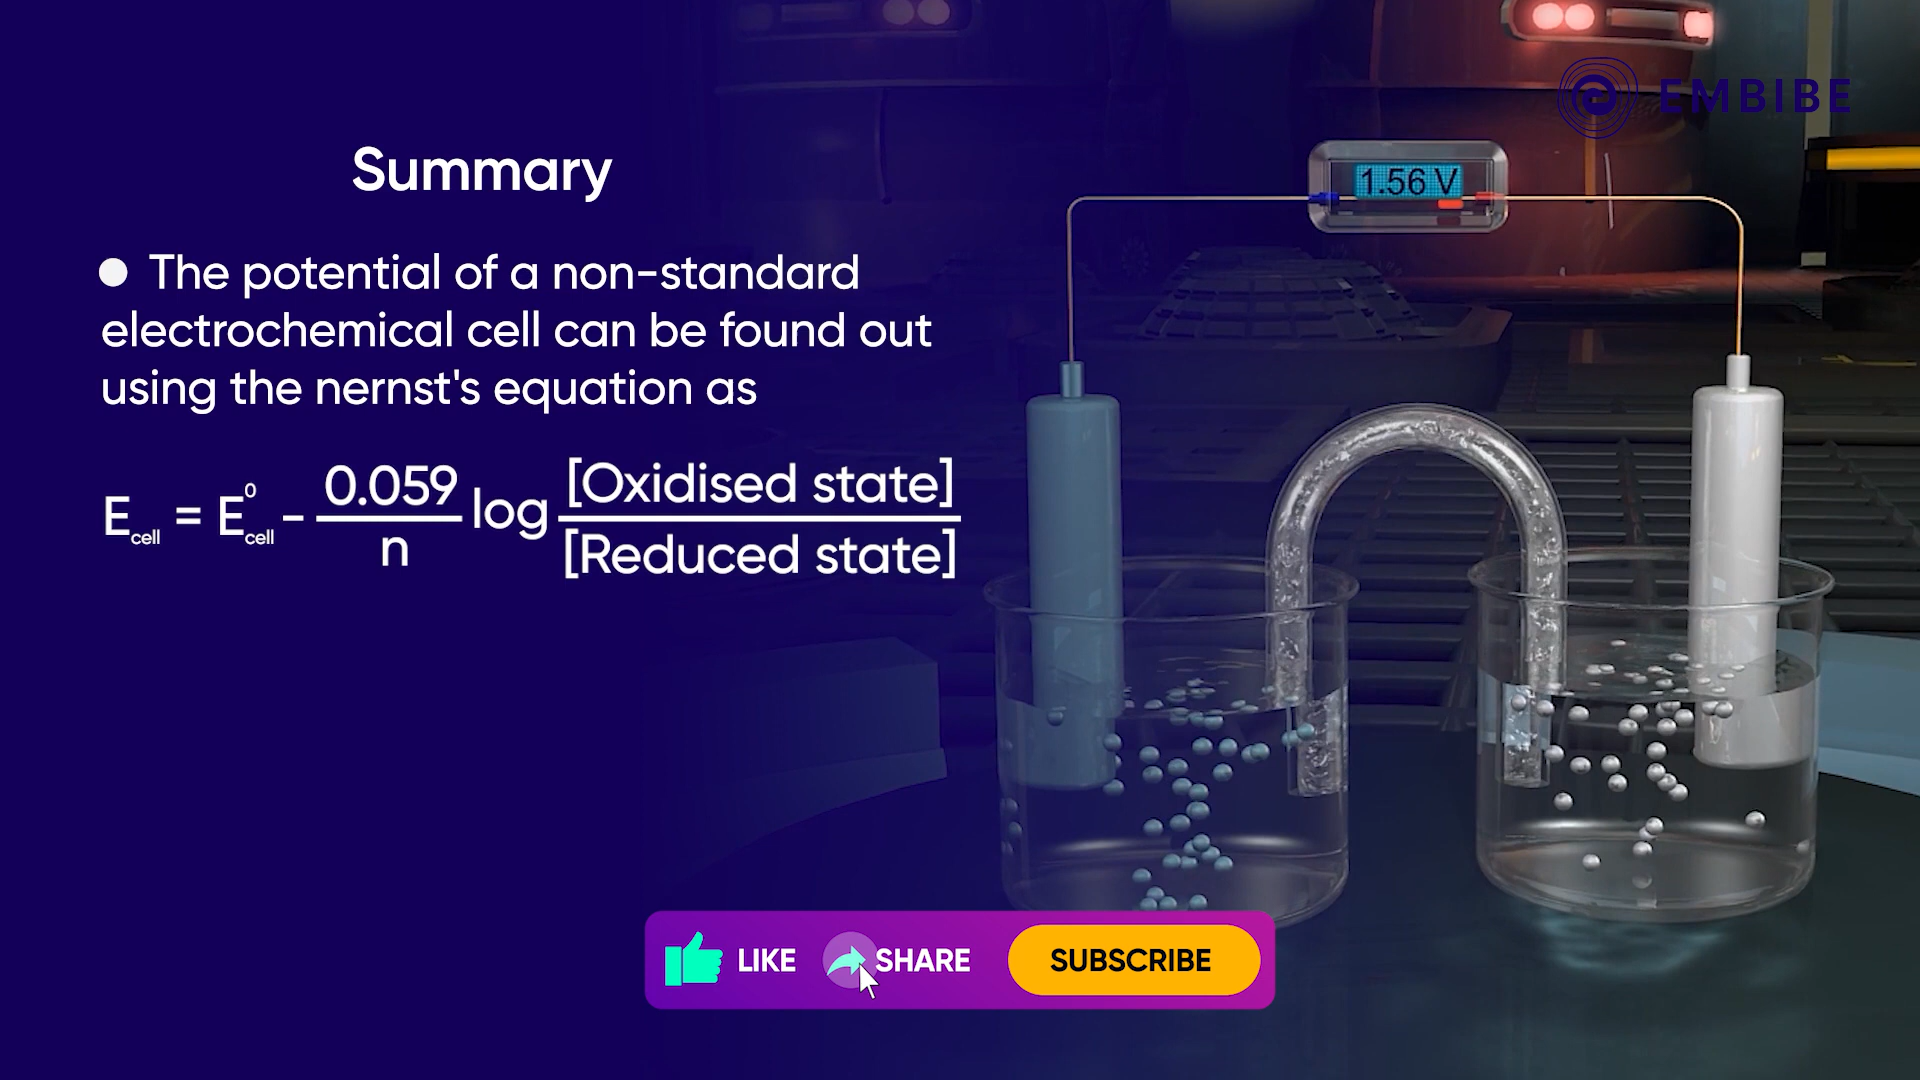 EMBIBE
1.56 V
Summary
● The potential of a non-standard
electrochemical cell can be found out
using the nernst's equation as
E_cell = E⁰_cell - 0.059/n log [Oxidised state]/[Reduced state]
LIKE SHARE SUBSCRIBE